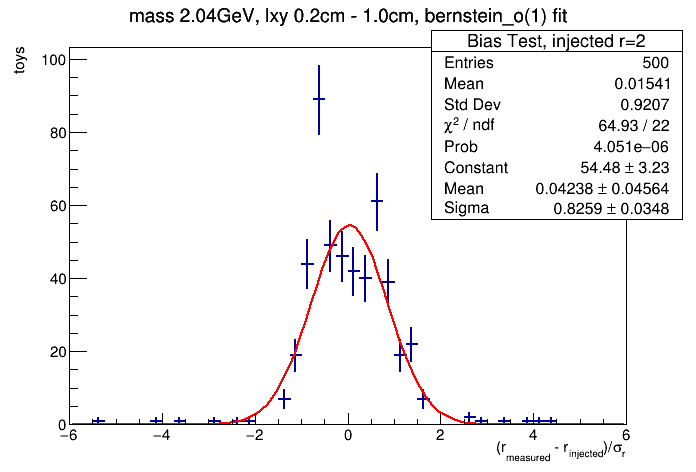 mass 2.04GeV, lxy 0.2cm - 1.0cm, bernstein_o(1) fit
Bias Test, injected r=2
Entries 500
Mean 0.01541
Std Dev 0.9207
χ² / ndf 64.93 / 22
Prob 4.051e−06
Constant 54.48 ± 3.23
Mean 0.04238 ± 0.04564
Sigma 0.8259 ± 0.0348
toys
100
80
60
40
20
0
−6 −4 −2 0 2 4 6
(r_measured - r_injected)/σ_r